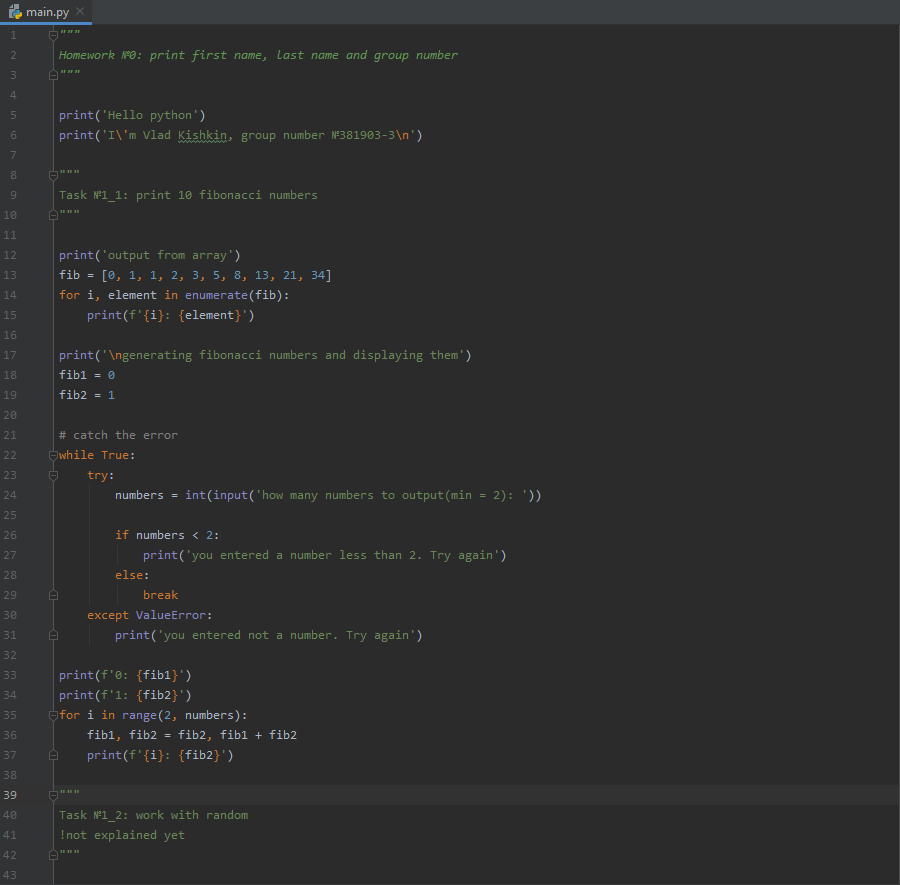 main.py
1 """
2 Homework №0: print first name, last name and group number
3 """
4
5 print('Hello python')
6 print('I\'m Vlad Kishkin, group number №381903-3\n')
7
8 """
9 Task №1_1: print 10 fibonacci numbers
10 """
11
12 print('output from array')
13 fib = [0, 1, 1, 2, 3, 5, 8, 13, 21, 34]
14 for i, element in enumerate(fib):
15     print(f'{i}: {element}')
16
17 print('\ngenerating fibonacci numbers and displaying them')
18 fib1 = 0
19 fib2 = 1
20
21 # catch the error
22 while True:
23     try:
24         numbers = int(input('how many numbers to output(min = 2): '))
25
26         if numbers < 2:
27             print('you entered a number less than 2. Try again')
28         else:
29             break
30     except ValueError:
31         print('you entered not a number. Try again')
32
33 print(f'0: {fib1}')
34 print(f'1: {fib2}')
35 for i in range(2, numbers):
36     fib1, fib2 = fib2, fib1 + fib2
37     print(f'{i}: {fib2}')
38
39 """
40 Task №1_2: work with random
41 !not explained yet
42 """
43